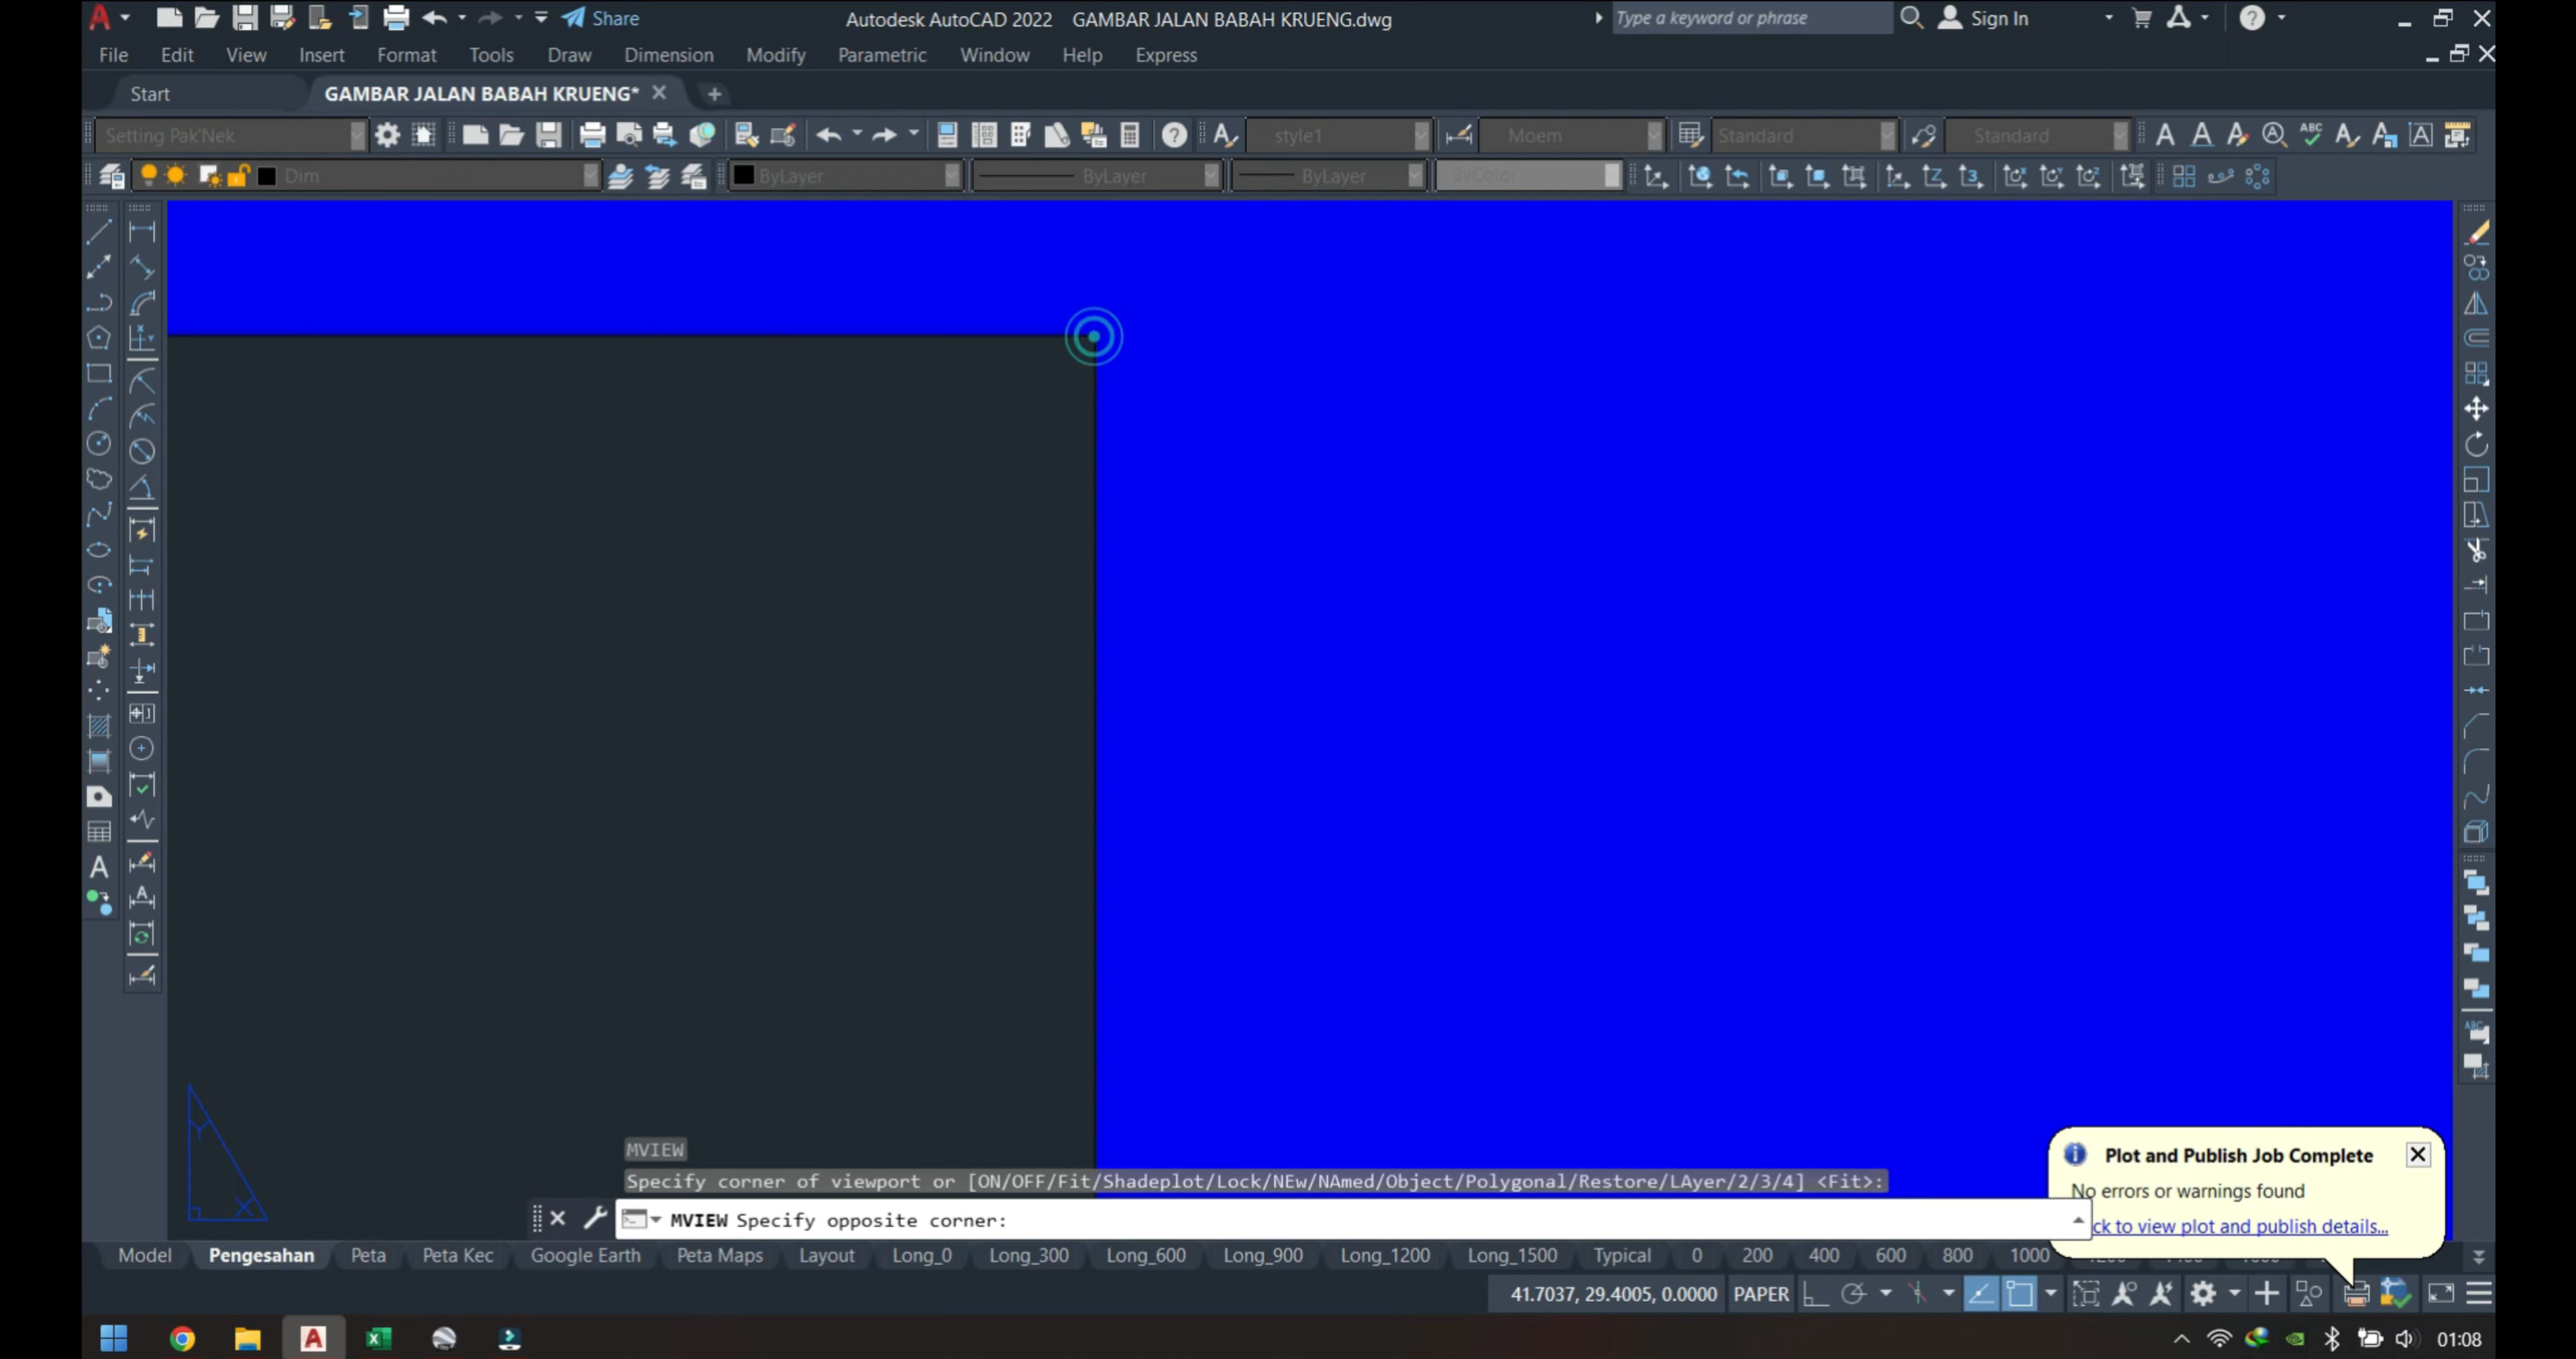 Share
Autodesk AutoCAD 2022 GAMBAR JALAN BABAH KRUENG.dwg
Type a keyword or phrase
Sign In
File Edit View Insert Format Tools Draw Dimension Modify Parametric Window Help Express
Start
GAMBAR JALAN BABAH KRUENG*
Setting Pak'Nek
style1
Moem
Standard
Standard
Dim
ByLayer
ByLayer
ByLayer
ByColor
MVIEW
Specify corner of viewport or [ON/OFF/Fit/Shadeplot/Lock/NEw/NAmed/Object/Polygonal/Restore/LAyer/2/3/4] <Fit>:
MVIEW Specify opposite corner:
Plot and Publish Job Complete
No errors or warnings found
ck to view plot and publish details...
Model Pengesahan Peta Peta Kec Google Earth Peta Maps Layout Long_0 Long_300 Long_600 Long_900 Long_1200 Long_1500 Typical 0 200 400 600 800 1000
41.7037, 29.4005, 0.0000 PAPER
01:08